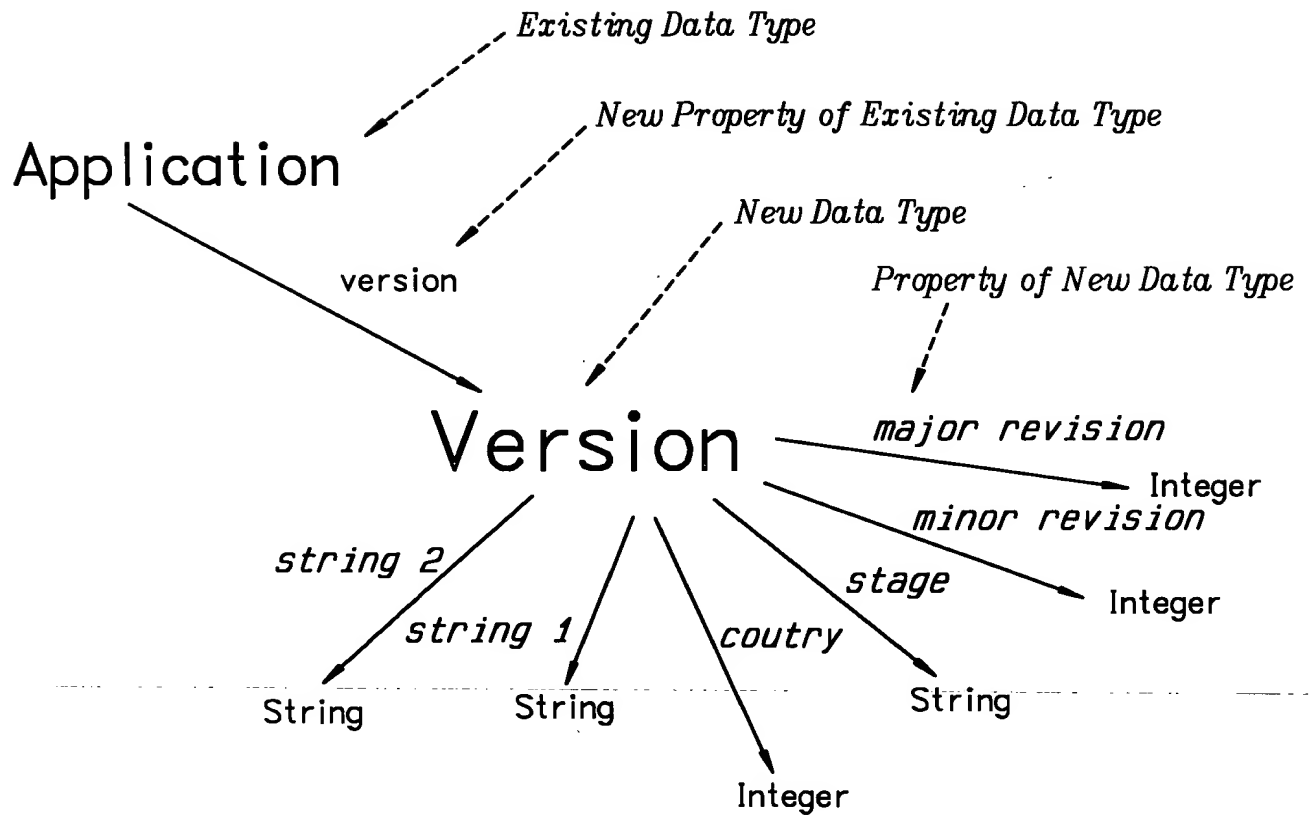 Existing Data Type
New Property of Existing Data Type
Application
New Data Type
version
Property of New Data Type
Version
major revision
Integer
minor revision
string 2
stage
Integer
string 1
coutry
String
String
String
Integer